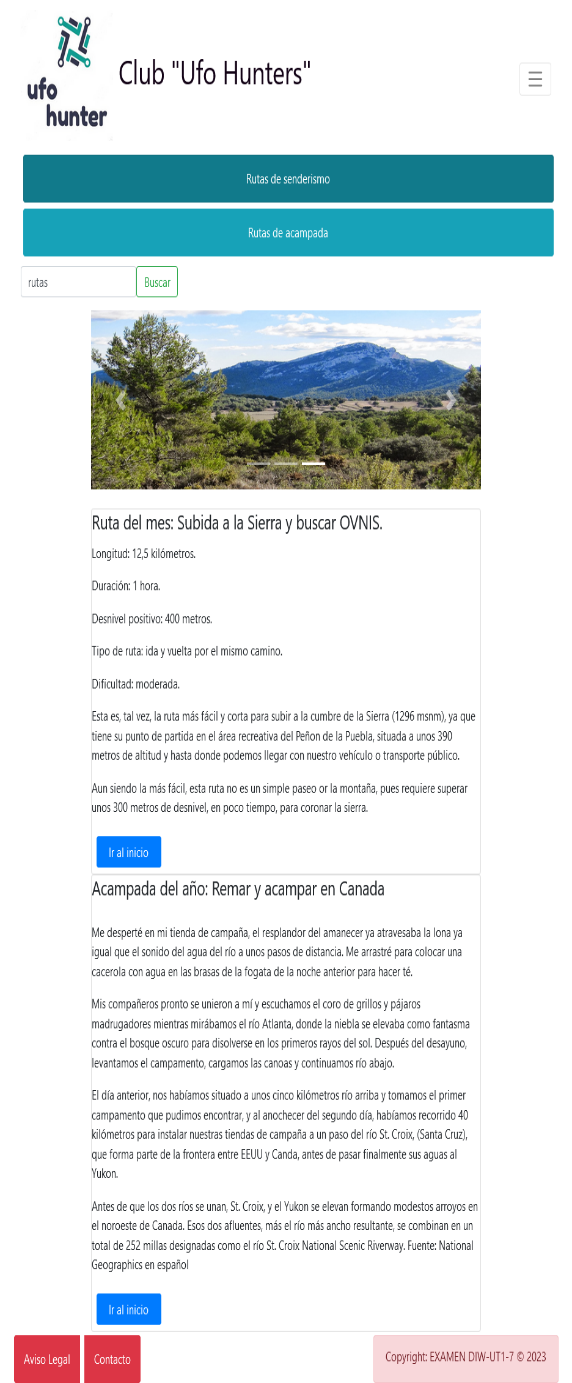 ufo
hunter
Club "Ufo Hunters"
Rutas de senderismo
Rutas de acampada
rutas
Buscar
Ruta del mes: Subida a la Sierra y buscar OVNIS.
Longitud: 12,5 kilómetros.
Duración: 1 hora.
Desnivel positivo: 400 metros.
Tipo de ruta: ida y vuelta por el mismo camino.
Dificultad: moderada.
Esta es, tal vez, la ruta más fácil y corta para subir a la cumbre de la Sierra (1296 msnm), ya que
tiene su punto de partida en el área recreativa del Peñon de la Puebla, situada a unos 390
metros de altitud y hasta donde podemos llegar con nuestro vehículo o transporte público.
Aun siendo la más fácil, esta ruta no es un simple paseo or la montaña, pues requiere superar
unos 300 metros de desnivel, en poco tiempo, para coronar la sierra.
Ir al inicio
Acampada del año: Remar y acampar en Canada
Me desperté en mi tienda de campaña, el resplandor del amanecer ya atravesaba la lona ya
igual que el sonido del agua del río a unos pasos de distancia. Me arrastré para colocar una
cacerola con agua en las brasas de la fogata de la noche anterior para hacer té.
Mis compañeros pronto se unieron a mí y escuchamos el coro de grillos y pájaros
madrugadores mientras mirábamos el río Atlanta, donde la niebla se elevaba como fantasma
contra el bosque oscuro para disolverse en los primeros rayos del sol. Después del desayuno,
levantamos el campamento, cargamos las canoas y continuamos río abajo.
El día anterior, nos habíamos situado a unos cinco kilómetros río arriba y tomamos el primer
campamento que pudimos encontrar, y al anochecer del segundo día, habíamos recorrido 40
kilómetros para instalar nuestras tiendas de campaña a un paso del río St. Croix, (Santa Cruz),
que forma parte de la frontera entre EEUU y Canda, antes de pasar finalmente sus aguas al
Yukon.
Antes de que los dos ríos se unan, St. Croix, y el Yukon se elevan formando modestos arroyos en
el noroeste de Canada. Esos dos afluentes, más el río más ancho resultante, se combinan en un
total de 252 millas designadas como el río St. Croix National Scenic Riverway. Fuente: National
Geographics en español
Ir al inicio
Aviso Legal
Contacto
Copyright: EXAMEN DIW-UT1-7 © 2023